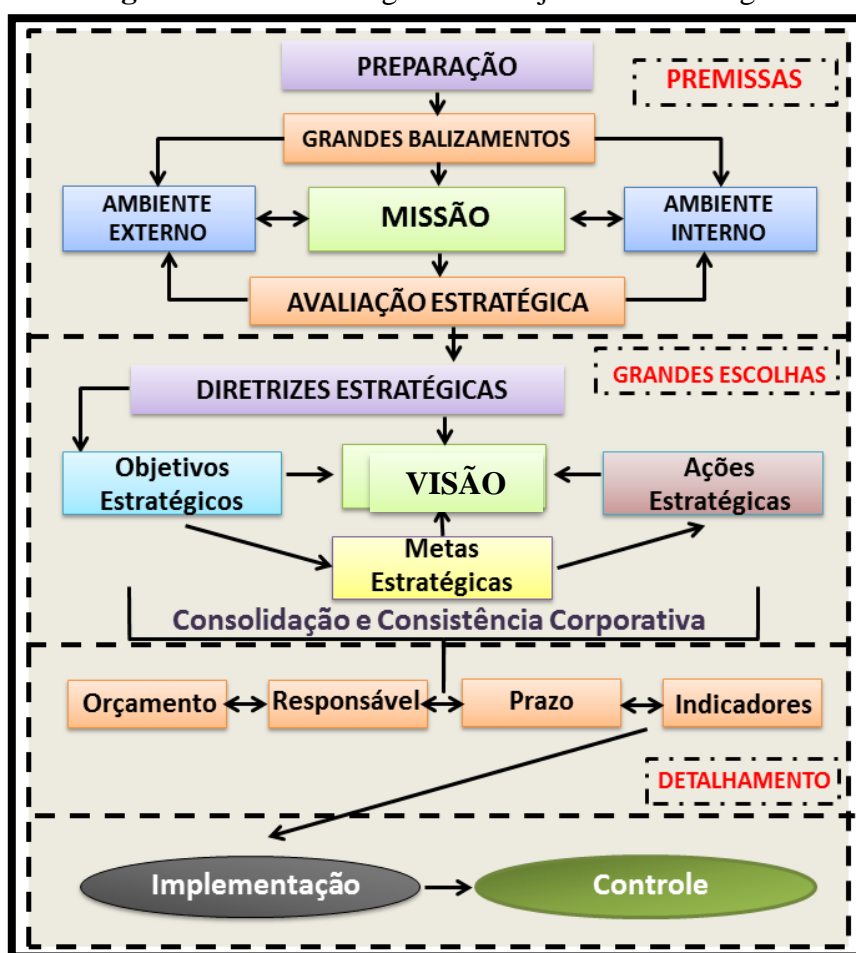 PREPARAÇÃO
PREMISSAS
GRANDES BALIZAMENTOS
AMBIENTE
EXTERNO
MISSÃO
AMBIENTE
INTERNO
AVALIAÇÃO ESTRATÉGICA
GRANDES ESCOLHAS
DIRETRIZES ESTRATÉGICAS
Objetivos
Estratégicos
VISÃO
Ações
Estratégicas
Metas
Estratégicas
Consolidação e Consistência Corporativa
Orçamento
Responsável
Prazo
Indicadores
DETALHAMENTO
Implementação
Controle